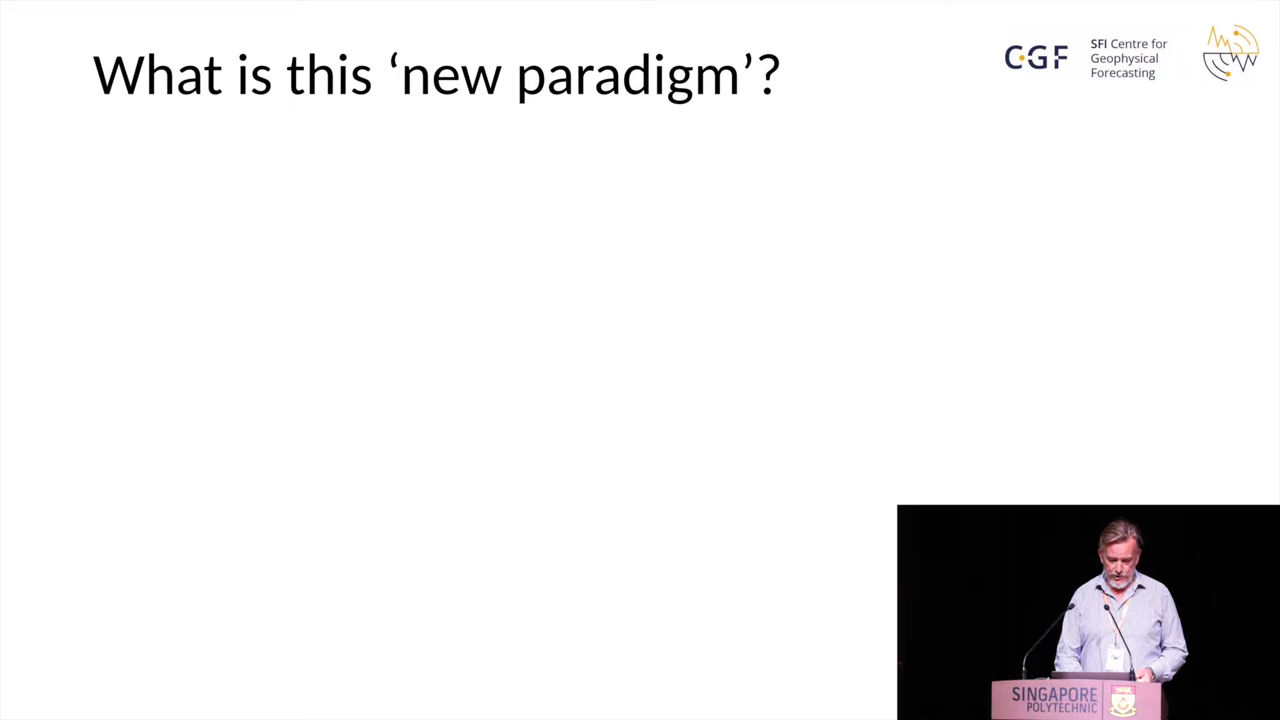 What is this ‘new paradigm’?
CGF
SFI Centre for
Geophysical
Forecasting
SINGAPORE
POLYTECHNIC